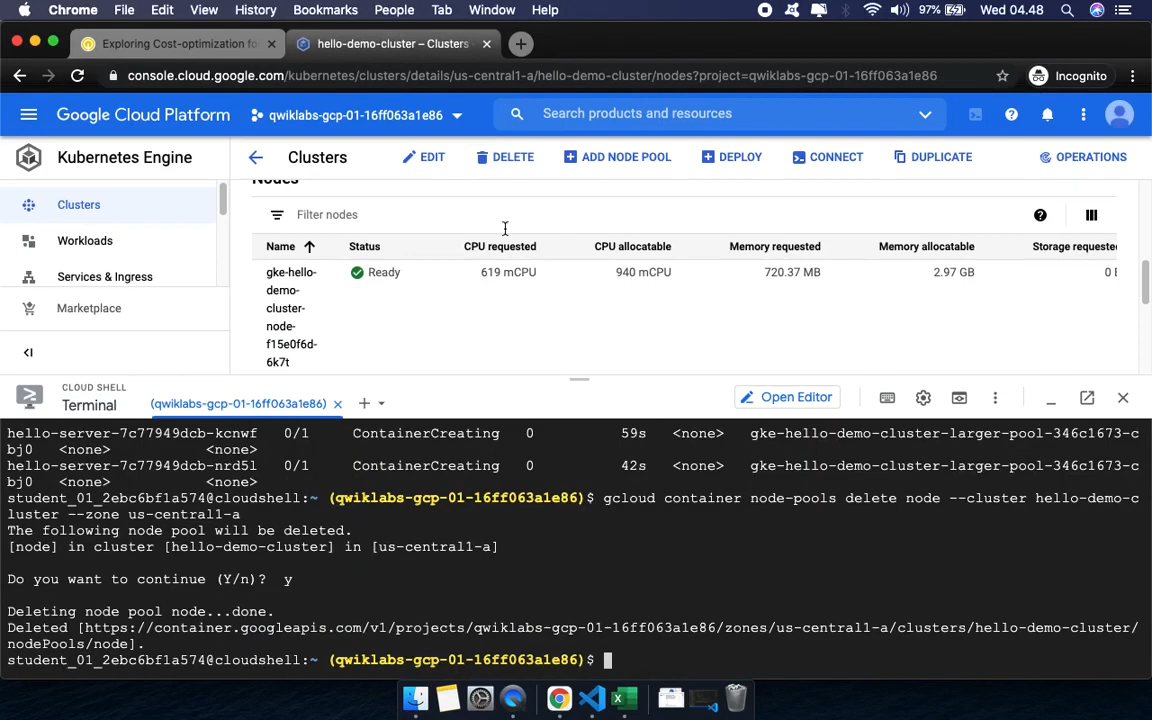 Chrome File Edit View History Bookmarks People Tab Window Help 97% Wed 04.48
Exploring Cost-optimization fo
hello-demo-cluster – Clusters
console.cloud.google.com/kubernetes/clusters/details/us-central1-a/hello-demo-cluster/nodes?project=qwiklabs-gcp-01-16ff063a1e86 Incognito
Google Cloud Platform qwiklabs-gcp-01-16ff063a1e86 Search products and resources
Kubernetes Engine Clusters EDIT DELETE ADD NODE POOL DEPLOY CONNECT DUPLICATE OPERATIONS
Clusters
Workloads
Services & Ingress
Marketplace
Nodes
Filter nodes
Name Status CPU requested CPU allocatable Memory requested Memory allocatable Storage requeste
gke-hello- Ready 619 mCPU 940 mCPU 720.37 MB 2.97 GB 0
demo-
cluster-
node-
f15e0f6d-
6k7t
CLOUD SHELL
Terminal (qwiklabs-gcp-01-16ff063a1e86) Open Editor
hello-server-7c77949dcb-kcnwf 0/1 ContainerCreating 0 59s <none> gke-hello-demo-cluster-larger-pool-346c1673-c
bj0 <none> <none>
hello-server-7c77949dcb-nrd5l 0/1 ContainerCreating 0 42s <none> gke-hello-demo-cluster-larger-pool-346c1673-c
bj0 <none> <none>
student_01_2ebc6bf1a574@cloudshell:~ (qwiklabs-gcp-01-16ff063a1e86)$ gcloud container node-pools delete node --cluster hello-demo-c
luster --zone us-central1-a
The following node pool will be deleted.
[node] in cluster [hello-demo-cluster] in [us-central1-a]
Do you want to continue (Y/n)? y
Deleting node pool node...done.
Deleted [https://container.googleapis.com/v1/projects/qwiklabs-gcp-01-16ff063a1e86/zones/us-central1-a/clusters/hello-demo-cluster/
nodePools/node].
student_01_2ebc6bf1a574@cloudshell:~ (qwiklabs-gcp-01-16ff063a1e86)$